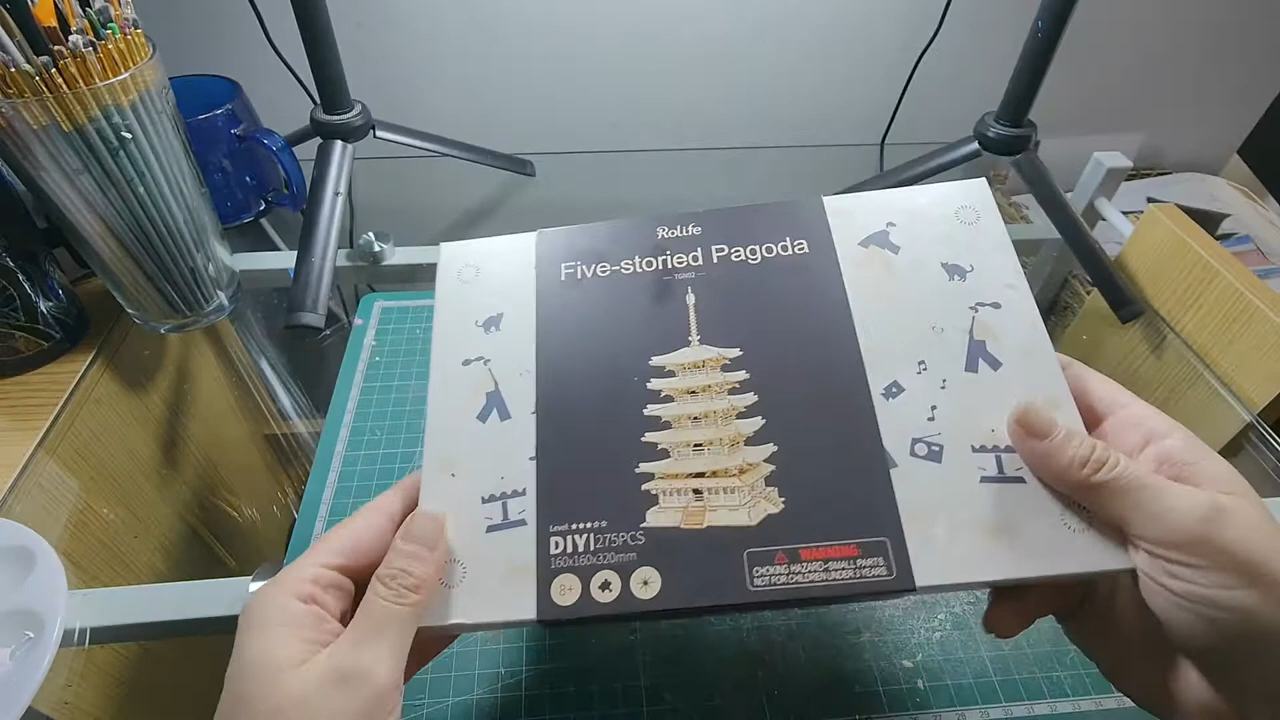 Rolife
Five-storied Pagoda
TGN02
Level: ★★★☆☆
DIY 275PCS
160x160x320mm
8+
WARNING:
CHOKING HAZARD-SMALL PARTS.
NOT FOR CHILDREN UNDER 3 YEARS.